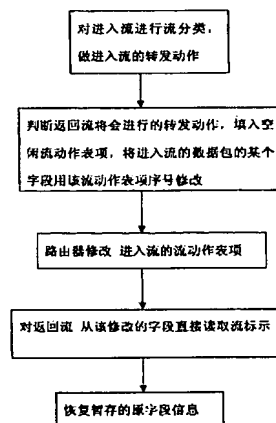 对进入流进行流分类，
做进入流的转发动作
判断返回流将会进行的转发动作，填入空
闲流动作表项，将进入流的数据包的某个
字段用该流动作表项序号修改
路由器修改 进入流的流动作表项
对返回流 从该修改的字段直接读取流标示
恢复暂存的原字段信息